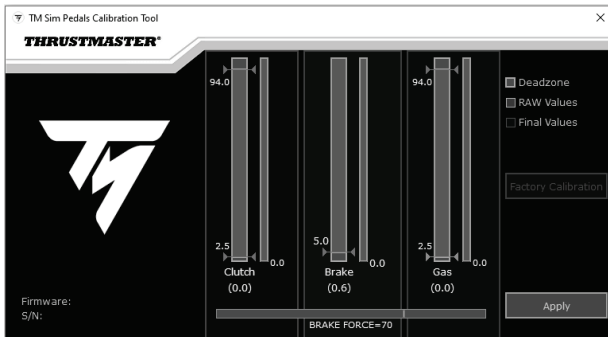 TM Sim Pedals Calibration Tool
THRUSTMASTER®
94.0
94.0
Deadzone
RAW Values
Final Values
Factory Calibration
2.5
5.0
2.5
0.0
0.0
0.0
Clutch
Brake
Gas
(0.0)
(0.6)
(0.0)
Firmware:
S/N:
Apply
BRAKE FORCE=70